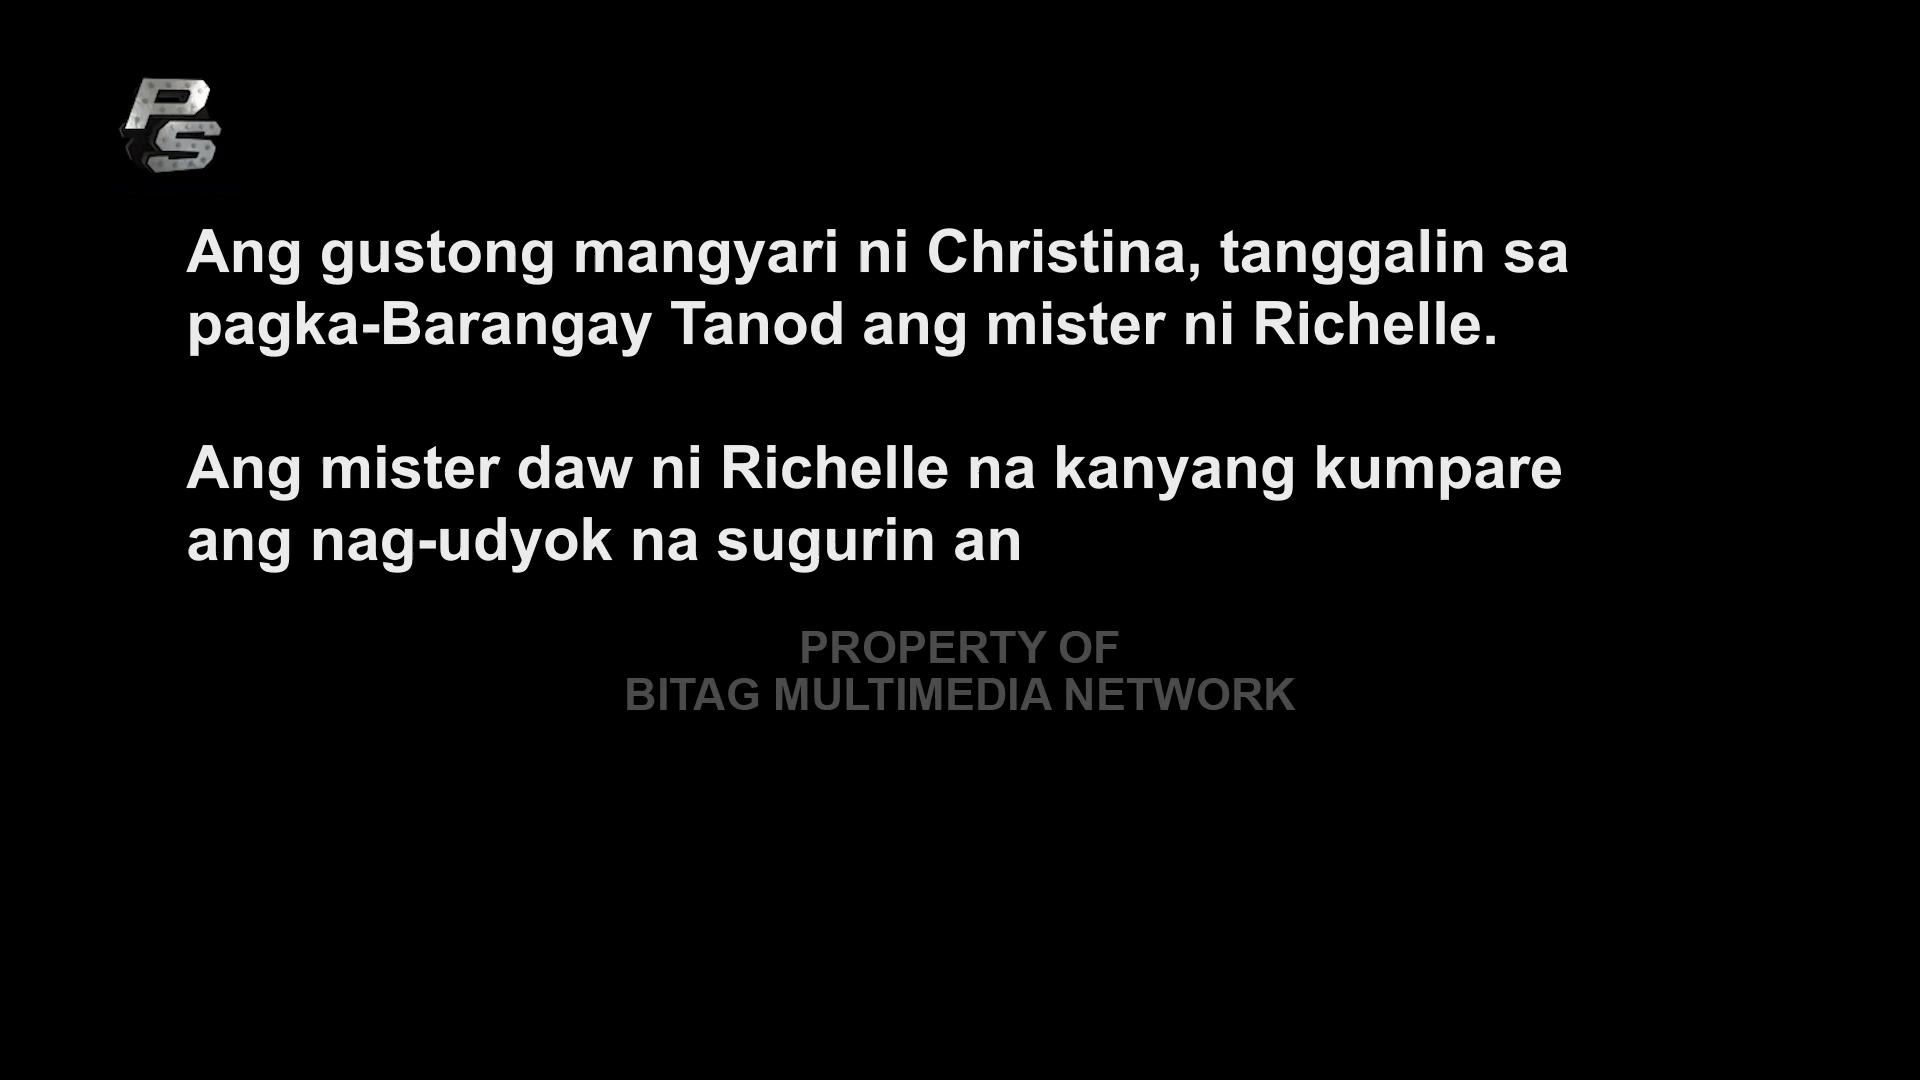 PS
Ang gustong mangyari ni Christina, tanggalin sa
pagka-Barangay Tanod ang mister ni Richelle.
Ang mister daw ni Richelle na kanyang kumpare
ang nag-udyok na sugurin an
PROPERTY OF
BITAG MULTIMEDIA NETWORK